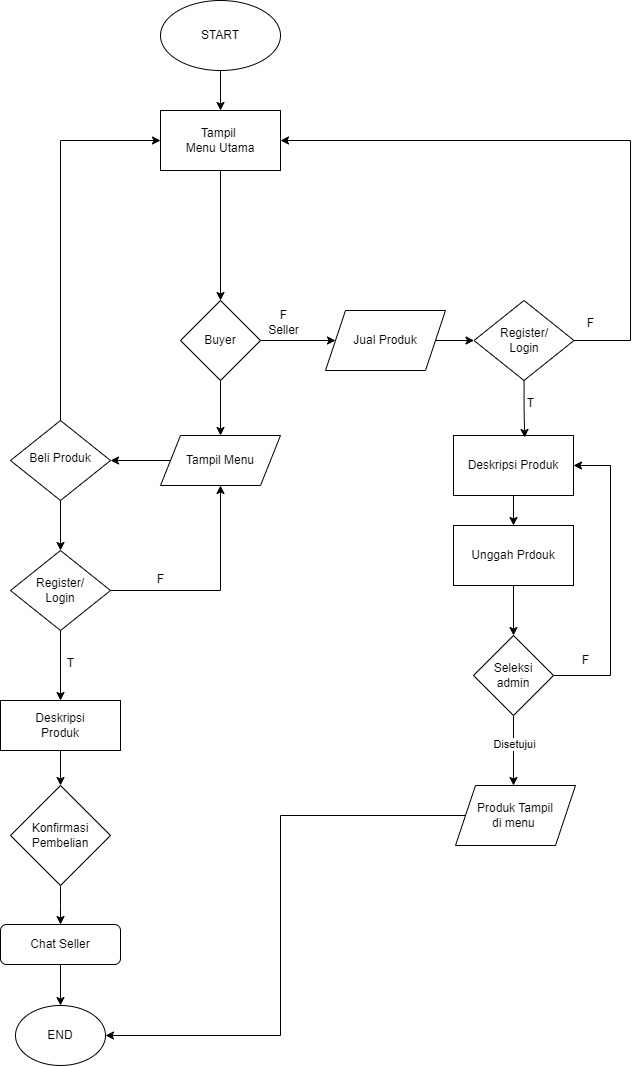 START
Tampil
Menu Utama
Buyer
F
Seller
Jual Produk
Register/
Login
F
T
Beli Produk
Tampil Menu
Deskripsi Produk
Register/
Login
F
Unggah Prdouk
T
Seleksi
admin
F
Deskripsi
Produk
Disetujui
Konfirmasi
Pembelian
Produk Tampil
di menu
Chat Seller
END